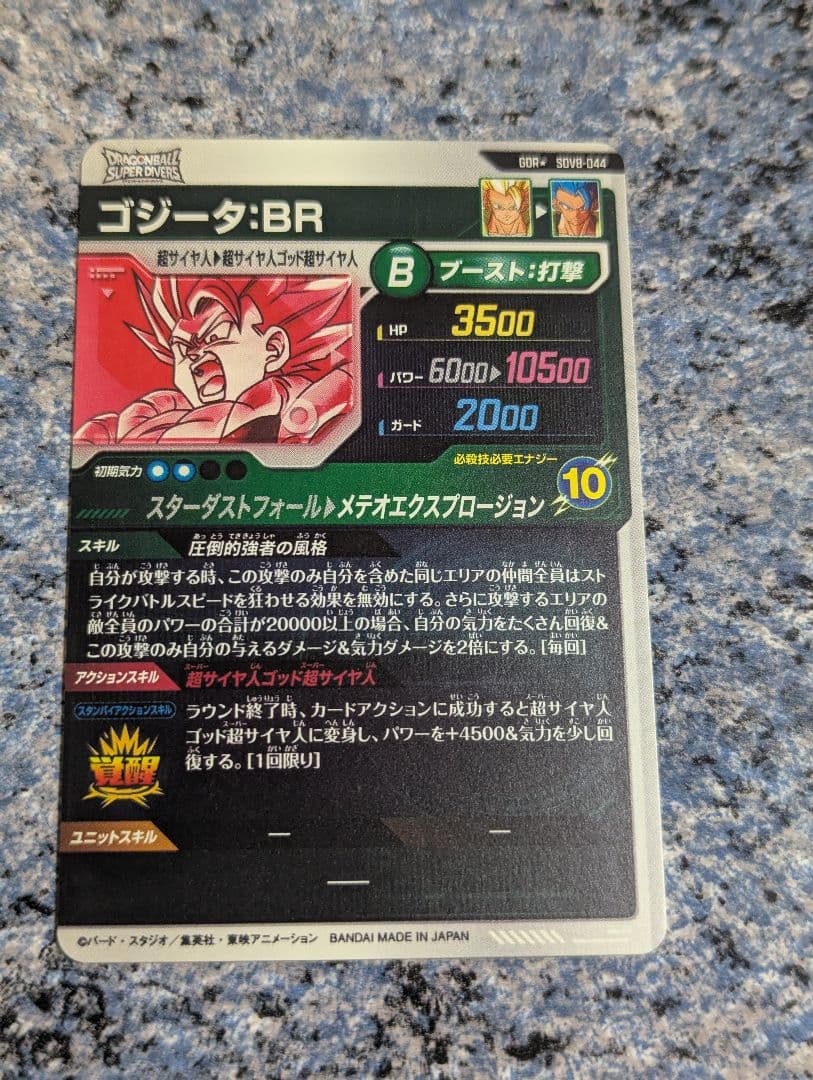 DRAGONBALL
SUPER DIVERS
GDR★ SDV8-044
ゴジータ:BR
超サイヤ人▶超サイヤ人ゴッド超サイヤ人
B ブースト:打撃
HP 3500
パワー 6000▶10500
ガード 2000
初期気力
必殺技必要エナジー
10
スターダストフォール▶メテオエクスプロージョン
スキル 圧倒的強者の風格
自分が攻撃する時、この攻撃のみ自分を含めた同じエリアの仲間全員はスト
ライクバトルスピードを狂わせる効果を無効にする。さらに攻撃するエリアの
敵全員のパワーの合計が20000以上の場合、自分の気力をたくさん回復&
この攻撃のみ自分の与えるダメージ&気力ダメージを2倍にする。[毎回]
アクションスキル 超サイヤ人ゴッド超サイヤ人
スタンバイアクションスキル
覚醒
ラウンド終了時、カードアクションに成功すると超サイヤ人
ゴッド超サイヤ人に変身し、パワーを+4500&気力を少し回
復する。[1回限り]
ユニットスキル — —
—
©バード・スタジオ／集英社・東映アニメーション BANDAI MADE IN JAPAN